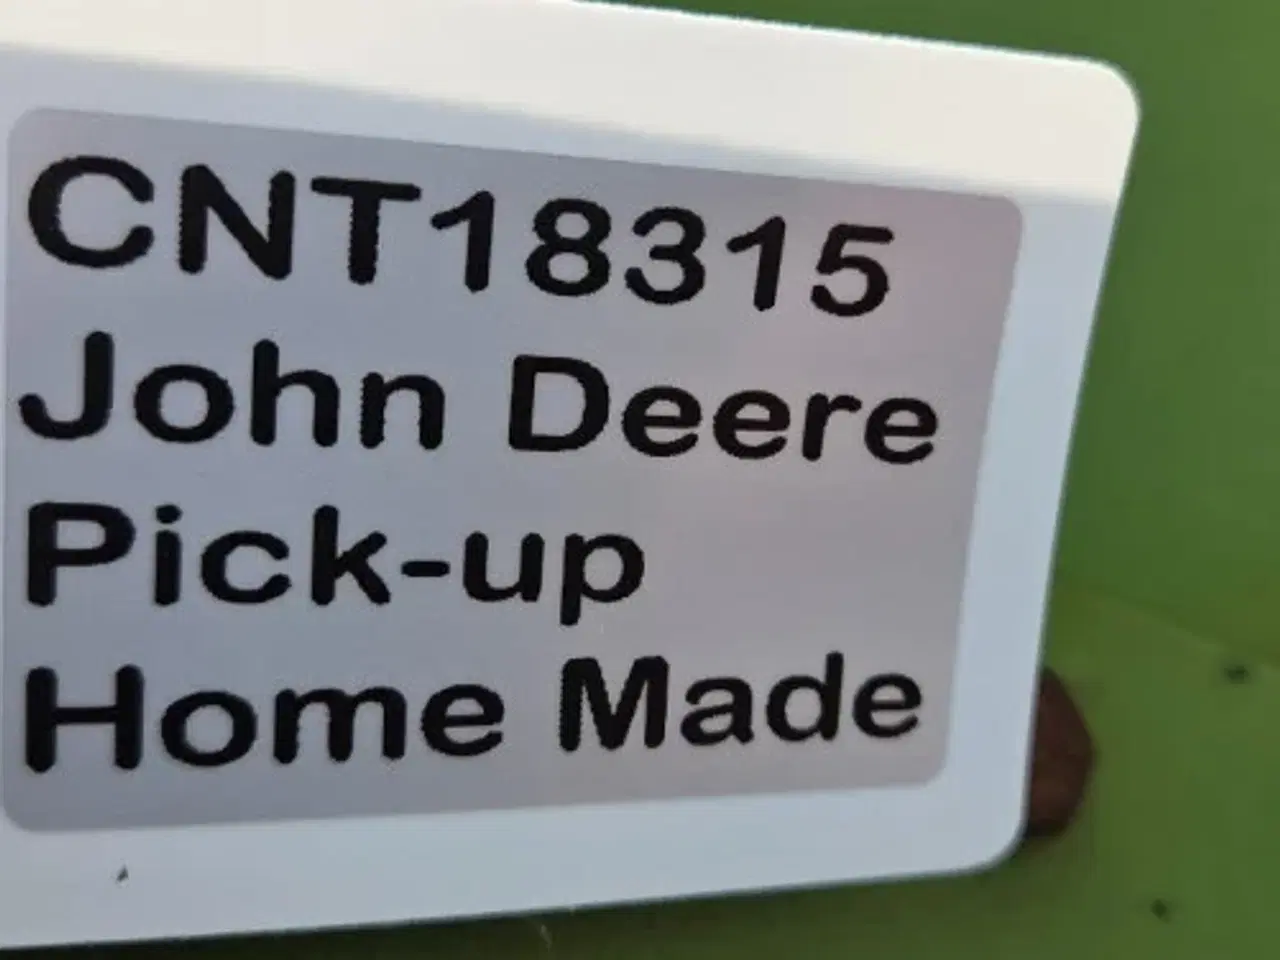 CNT18315
John Deere
Pick-up
Home Made